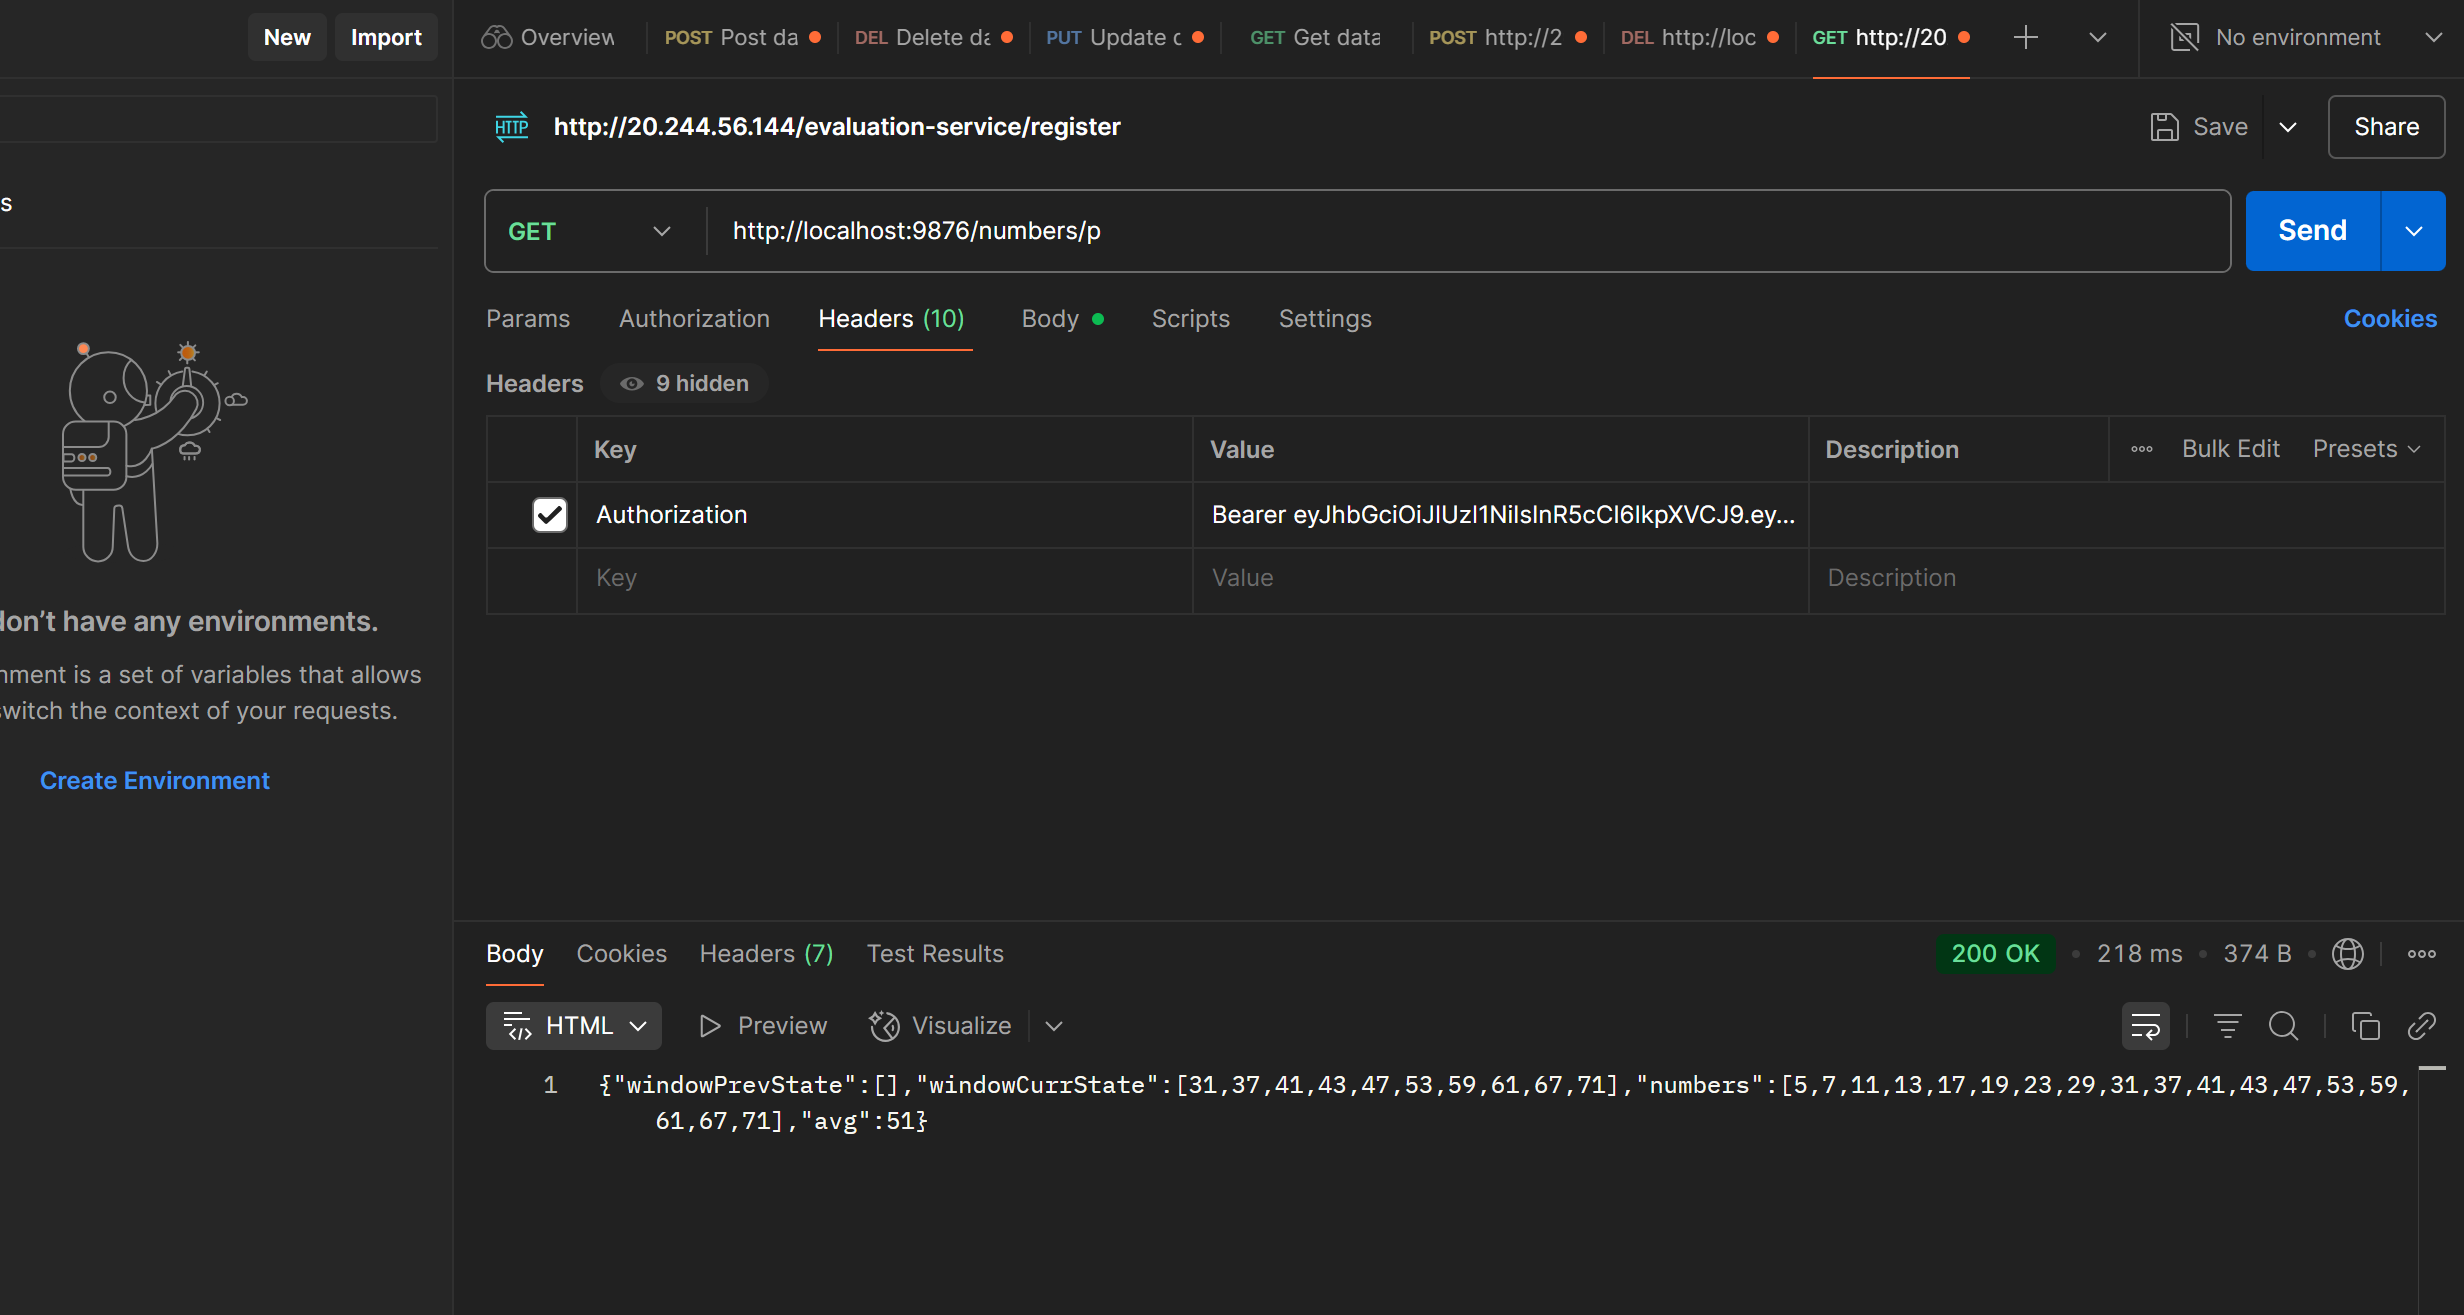 New
Import
Overview
POST Post da
DEL Delete da
PUT Update c
GET Get data
POST http://2
DEL http://loc
GET http://20
No environment
HTTP
http://20.244.56.144/evaluation-service/register
Save
Share
s
GET
http://localhost:9876/numbers/p
Send
Params
Authorization
Headers (10)
Body
Scripts
Settings
Cookies
Headers
9 hidden
Key
Value
Description
Bulk Edit
Presets
Authorization
Bearer eyJhbGciOiJIUzI1NiIsInR5cCI6IkpXVCJ9.ey...
Key
Value
Description
don't have any environments.
nment is a set of variables that allows
switch the context of your requests.
Create Environment
Body
Cookies
Headers (7)
Test Results
200 OK
218 ms
374 B
HTML
Preview
Visualize
1
{"windowPrevState":[],"windowCurrState":[31,37,41,43,47,53,59,61,67,71],"numbers":[5,7,11,13,17,19,23,29,31,37,41,43,47,53,59,
61,67,71],"avg":51}